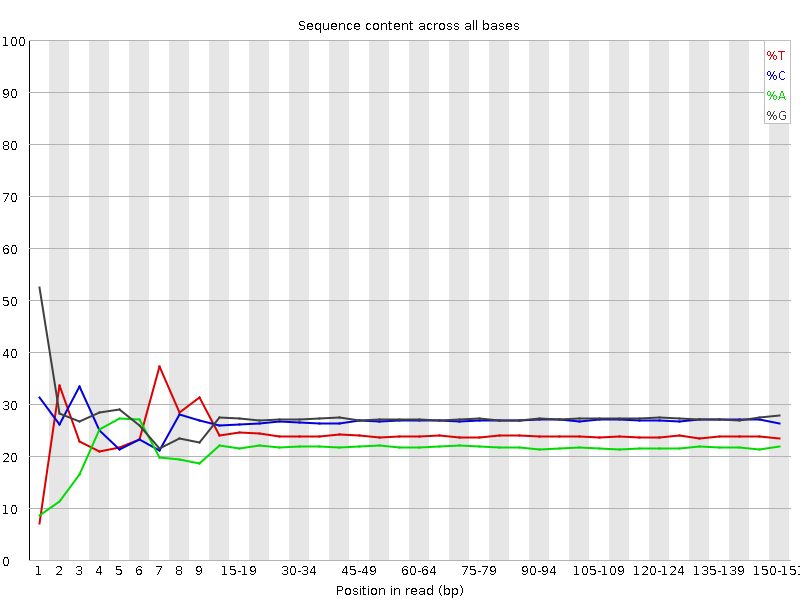 Sequence content across all bases
100
90
80
70
60
50
40
30
20
10
0
%T
%C
%A
%G
1 2 3 4 5 6 7 8 9 15-19 30-34 45-49 60-64 75-79 90-94 105-109 120-124 135-139 150-151
Position in read (bp)